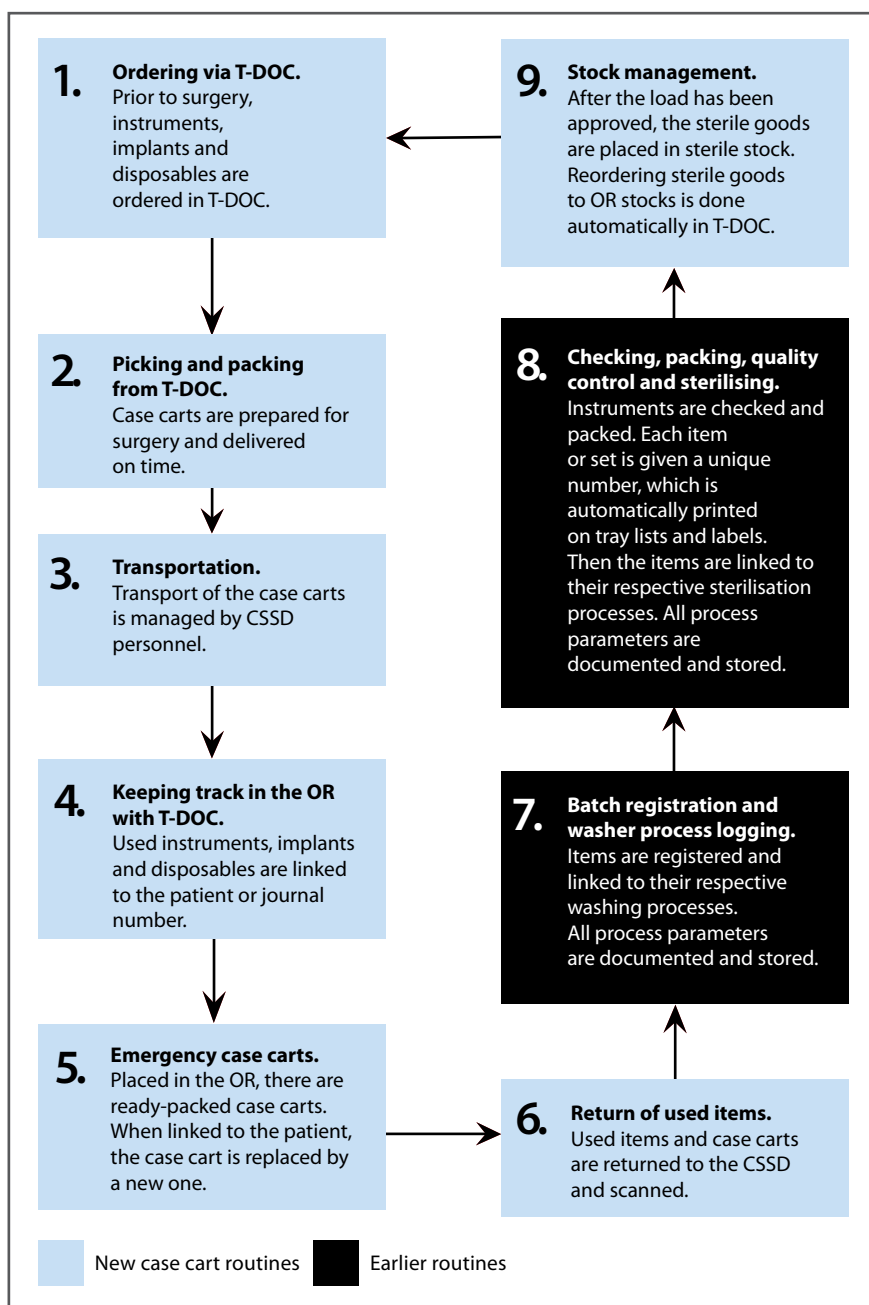 1. Ordering via T-DOC.
Prior to surgery,
instruments,
implants and
disposables are
ordered in T-DOC.
2. Picking and packing
from T-DOC.
Case carts are prepared for
surgery and delivered
on time.
3. Transportation.
Transport of the case carts
is managed by CSSD
personnel.
4. Keeping track in the OR
with T-DOC.
Used instruments, implants
and disposables are linked
to the patient or journal
number.
5. Emergency case carts.
Placed in the OR, there are
ready-packed case carts.
When linked to the patient,
the case cart is replaced by
a new one.
6. Return of used items.
Used items and case carts
are returned to the CSSD
and scanned.
7. Batch registration and
washer process logging.
Items are registered and
linked to their respective
washing processes.
All process parameters
are documented and stored.
8. Checking, packing, quality
control and sterilising.
Instruments are checked and
packed. Each item
or set is given a unique
number, which is
automatically printed
on tray lists and labels.
Then the items are linked to
their respective sterilisation
processes. All process
parameters are
documented and stored.
9. Stock management.
After the load has been
approved, the sterile goods
are placed in sterile stock.
Reordering sterile goods
to OR stocks is done
automatically in T-DOC.
New case cart routines
Earlier routines